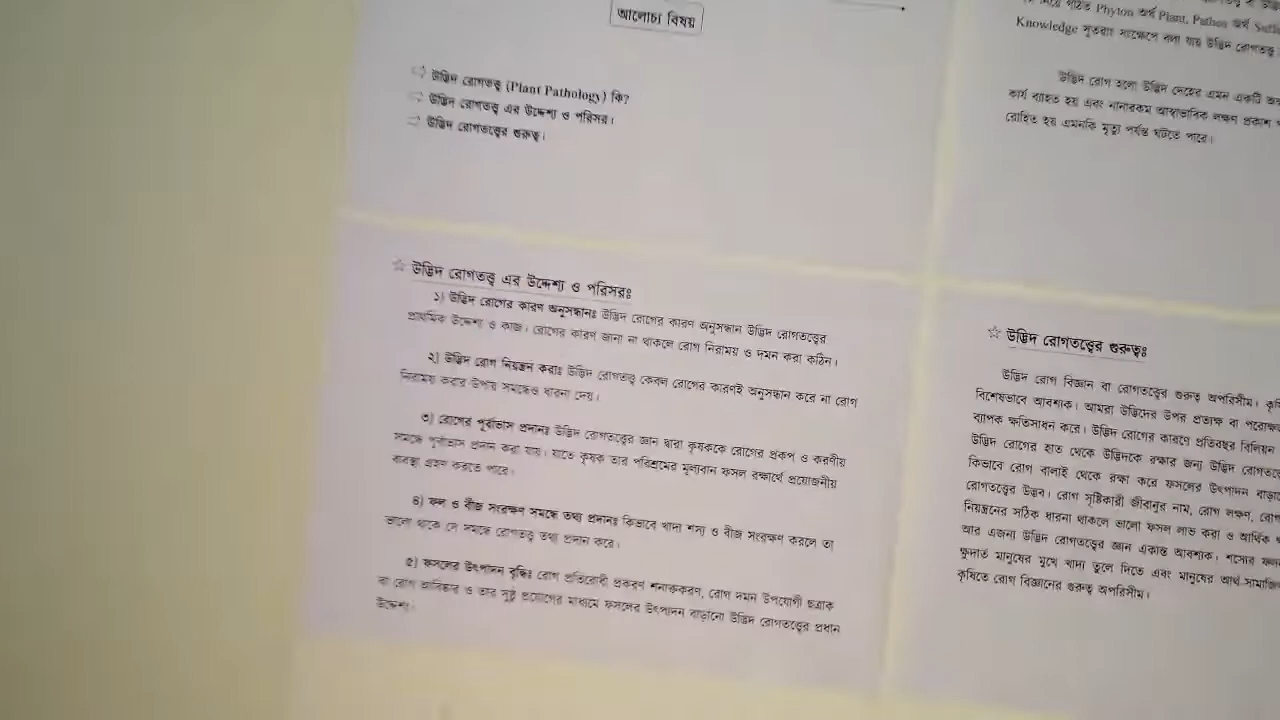 আলোচ্য বিষয়
⇨ উদ্ভিদ রোগতত্ত্ব (Plant Pathology) কি?
⇨ উদ্ভিদ রোগতত্ত্ব এর উদ্দেশ্য ও পরিসর।
⇨ উদ্ভিদ রোগতত্ত্বের গুরুত্ব।
Phyton অর্থ Plant, Pathos অর্থ
Knowledge সুতরাং সংক্ষেপে বলা যায় উদ্ভিদ রোগতত্ত্ব
উদ্ভিদ রোগ হলো উদ্ভিদ দেহের এমন একটি
কার্য ব্যাহত হয় এবং নানারকম অস্বাভাবিক লক্ষণ প্রকাশ
রোহিত হয় এমনকি মৃত্যু পর্যন্ত ঘটতে পারে।
☆ উদ্ভিদ রোগতত্ত্ব এর উদ্দেশ্য ও পরিসরঃ
১) উদ্ভিদ রোগের কারণ অনুসন্ধানঃ উদ্ভিদ রোগের কারণ অনুসন্ধান উদ্ভিদ রোগতত্ত্বের
প্রাথমিক উদ্দেশ্য ও কাজ। রোগের কারণ জানা না থাকলে রোগ নিরাময় ও দমন করা কঠিন।
২) উদ্ভিদ রোগ নিয়ন্ত্রন করাঃ উদ্ভিদ রোগতত্ত্ব কেবল রোগের কারণই অনুসন্ধান করে না রোগ
নিরাময় করার উপায় সমন্ধেও ধারনা দেয়।
৩) রোগের পূর্বাভাস প্রদানঃ উদ্ভিদ রোগতত্ত্বের জ্ঞান দ্বারা কৃষককে রোগের প্রকপ ও করণীয়
সমন্ধে পূর্বাভাস প্রদান করা যায়। যাতে কৃষক তার পরিশ্রমের মূল্যবান ফসল রক্ষার্থে প্রয়োজনীয়
ব্যবস্থা গ্রহণ করতে পারে।
৪) ফল ও বীজ সংরক্ষণ সমন্ধে তথ্য প্রদানঃ কিভাবে খাদ্য শস্য ও বীজ সংরক্ষণ করলে তা
ভালো থাকে সে সমন্ধে রোগতত্ত্ব তথ্য প্রদান করে।
৫) ফসলের উৎপাদন বৃদ্ধিঃ রোগ প্রতিরোধী প্রকরণ শনাক্তকরণ, রোগ দমন উপযোগী ছত্রাক
বা রোগ আবিষ্কার ও তার সুষ্ঠু প্রয়োগের মাধ্যমে ফসলের উৎপাদন বাড়ানো উদ্ভিদ রোগতত্ত্বের প্রধান
উদ্দেশ্য।
☆ উদ্ভিদ রোগতত্ত্বের গুরুত্বঃ
উদ্ভিদ রোগ বিজ্ঞান বা রোগতত্ত্বের গুরুত্ব অপরিসীম।
বিশেষভাবে আবশ্যক। আমরা উদ্ভিদের উপর প্রত্যক্ষ বা
ব্যাপক ক্ষতিসাধন করে। উদ্ভিদ রোগের কারণে প্রতিবছর বিলিয়ন
উদ্ভিদ রোগের হাত থেকে উদ্ভিদকে রক্ষার জন্য উদ্ভিদ
কিভাবে রোগ বালাই থেকে রক্ষা করে ফসলের উৎপাদন
রোগতত্ত্বের উদ্ভব। রোগ সৃষ্টিকারী জীবানুর নাম, রোগ লক্ষণ,
নিয়ন্ত্রনের সঠিক ধারনা থাকলে ভালো ফসল লাভ করা ও আর্থিক
আর এজন্য উদ্ভিদ রোগতত্ত্বের জ্ঞান একান্ত আবশ্যক। শস্যের
ক্ষুদার্ত মানুষের মুখে খাদ্য তুলে দিতে এবং মানুষের
কৃষিতে রোগ বিজ্ঞানের গুরুত্ব অপরিসীম।